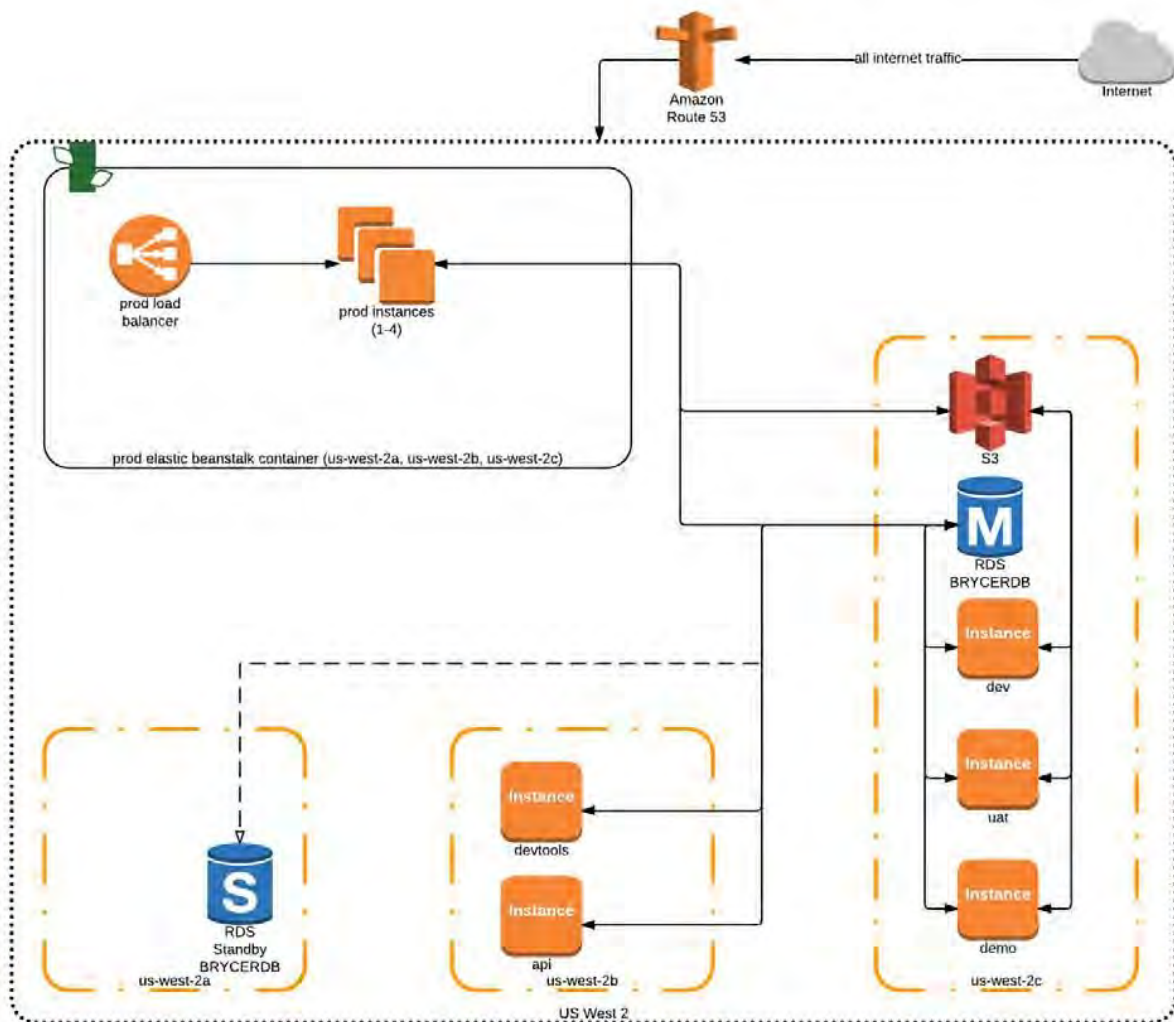 all internet traffic
Internet
Amazon
Route 53
prod load
balancer
prod instances
(1-4)
prod elastic beanstalk container (us-west-2a, us-west-2b, us-west-2c)
S3
M
RDS
BRYCERDB
Instance
dev
Instance
uat
Instance
demo
us-west-2c
Instance
devtools
Instance
api
us-west-2b
S
RDS
Standby
BRYCERDB
us-west-2a
US West 2